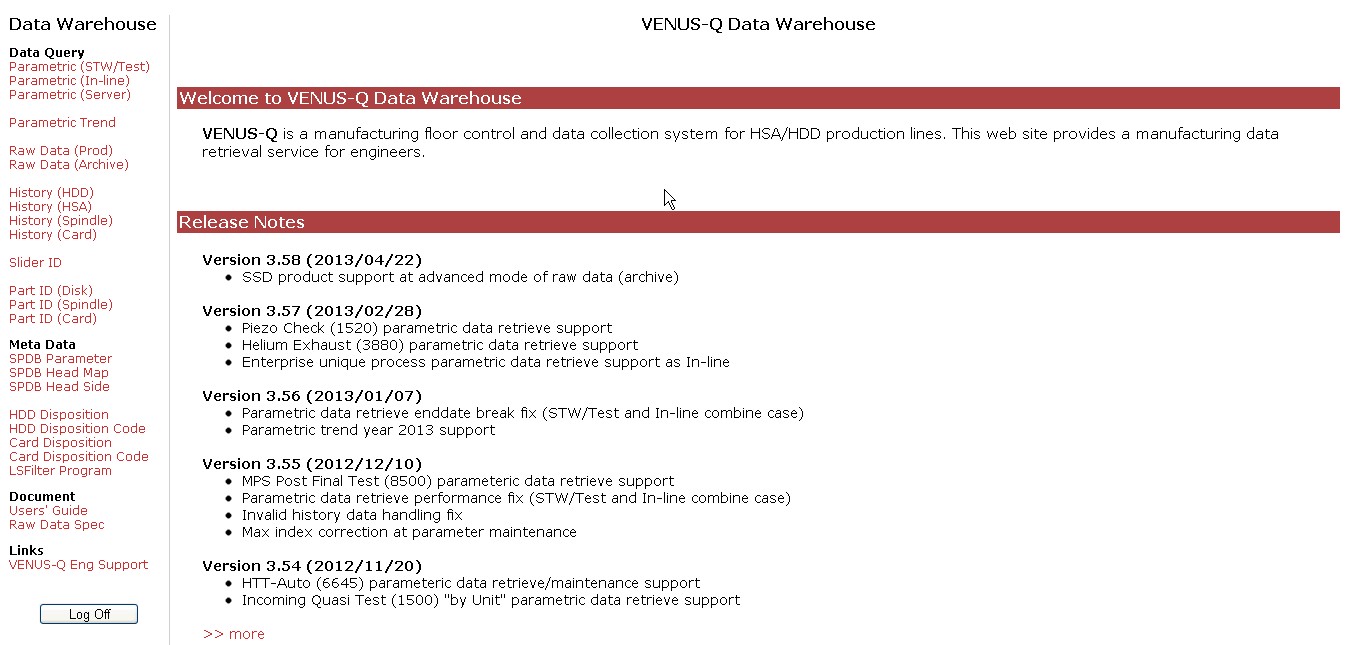 Data Warehouse
Data Query
Parametric (STW/Test)
Parametric (In-line)
Parametric (Server)
Parametric Trend
Raw Data (Prod)
Raw Data (Archive)
History (HDD)
History (HSA)
History (Spindle)
History (Card)
Slider ID
Part ID (Disk)
Part ID (Spindle)
Part ID (Card)
Meta Data
SPDB Parameter
SPDB Head Map
SPDB Head Side
HDD Disposition
HDD Disposition Code
Card Disposition
Card Disposition Code
LSFilter Program
Document
Users' Guide
Raw Data Spec
Links
VENUS-Q Eng Support
Log Off
VENUS-Q Data Warehouse
Welcome to VENUS-Q Data Warehouse
VENUS-Q is a manufacturing floor control and data collection system for HSA/HDD production lines. This web site provides a manufacturing data
retrieval service for engineers.
Release Notes
Version 3.58 (2013/04/22)
• SSD product support at advanced mode of raw data (archive)
Version 3.57 (2013/02/28)
• Piezo Check (1520) parametric data retrieve support
• Helium Exhaust (3880) parametric data retrieve support
• Enterprise unique process parametric data retrieve support as In-line
Version 3.56 (2013/01/07)
• Parametric data retrieve enddate break fix (STW/Test and In-line combine case)
• Parametric trend year 2013 support
Version 3.55 (2012/12/10)
• MPS Post Final Test (8500) parameteric data retrieve support
• Parametric data retrieve performance fix (STW/Test and In-line combine case)
• Invalid history data handling fix
• Max index correction at parameter maintenance
Version 3.54 (2012/11/20)
• HTT-Auto (6645) parameteric data retrieve/maintenance support
• Incoming Quasi Test (1500) "by Unit" parametric data retrieve support
>> more